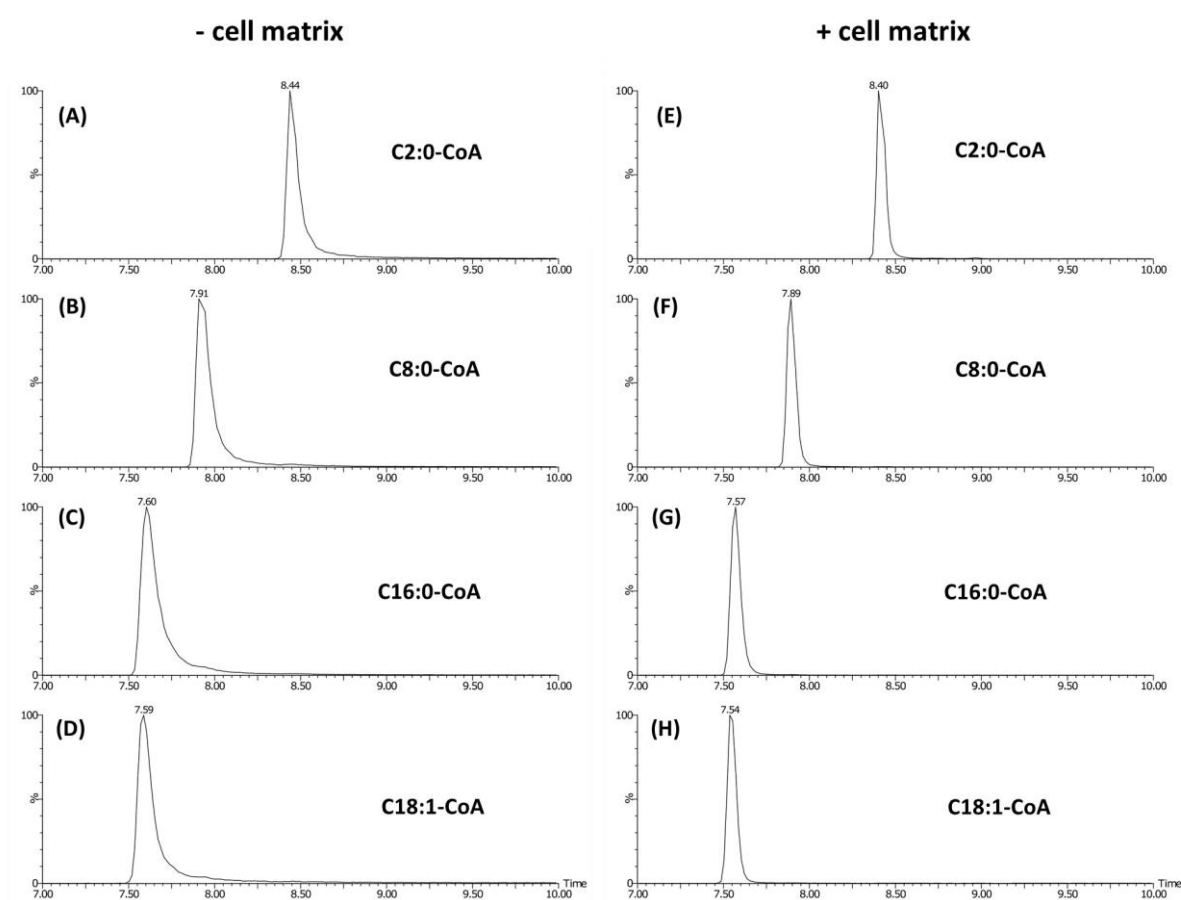 - cell matrix
+ cell matrix
8.44
100
(A)
C2:0-CoA
%
0
7.00 7.50 8.00 8.50 9.00 9.50 10.00
7.91
100
(B)
C8:0-CoA
%
0
7.00 7.50 8.00 8.50 9.00 9.50 10.00
7.60
100
(C)
C16:0-CoA
%
0
7.00 7.50 8.00 8.50 9.00 9.50 10.00
7.59
100
(D)
C18:1-CoA
%
0
Time
7.00 7.50 8.00 8.50 9.00 9.50 10.00
8.40
100
(E)
C2:0-CoA
%
0
7.00 7.50 8.00 8.50 9.00 9.50 10.00
7.89
100
(F)
C8:0-CoA
%
0
7.00 7.50 8.00 8.50 9.00 9.50 10.00
7.57
100
(G)
C16:0-CoA
%
0
7.00 7.50 8.00 8.50 9.00 9.50 10.00
7.54
100
(H)
C18:1-CoA
%
0
Time
7.00 7.50 8.00 8.50 9.00 9.50 10.00